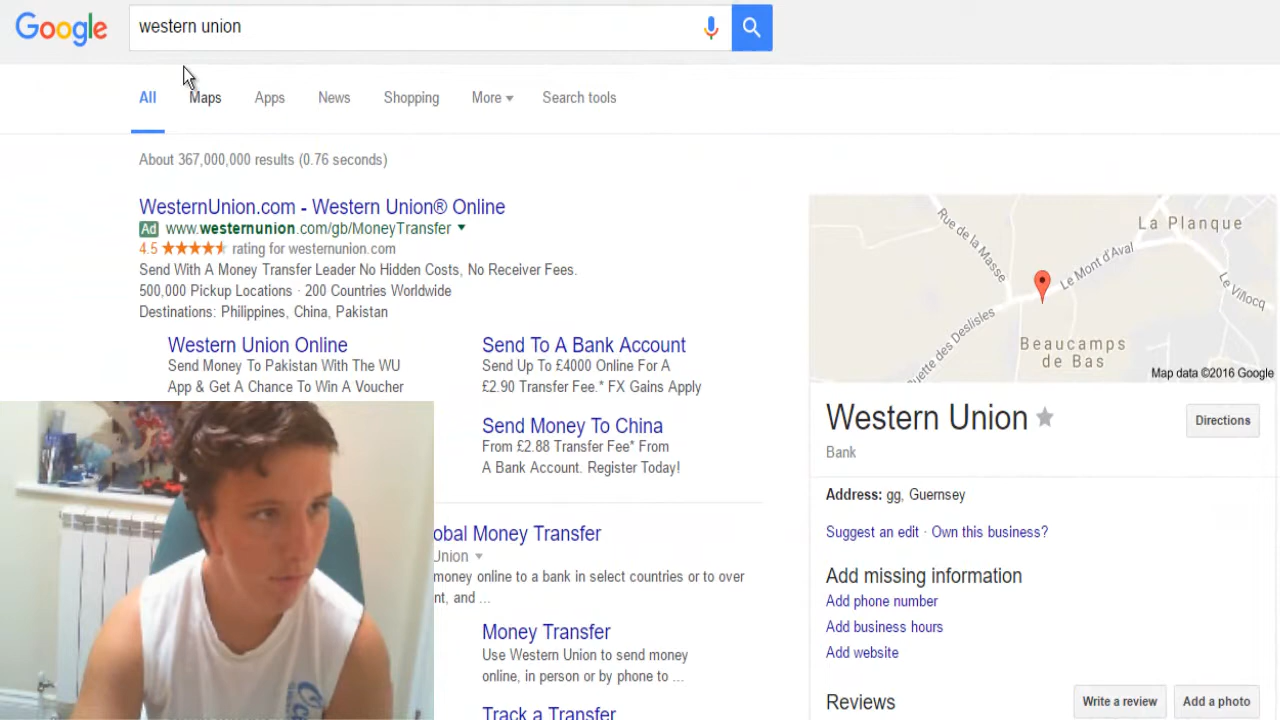 Google
western union
All Maps Apps News Shopping More Search tools
About 367,000,000 results (0.76 seconds)
WesternUnion.com - Western Union® Online
Ad www.westernunion.com/gb/MoneyTransfer
4.5 rating for westernunion.com
Send With A Money Transfer Leader No Hidden Costs, No Receiver Fees.
500,000 Pickup Locations · 200 Countries Worldwide
Destinations: Philippines, China, Pakistan
Western Union Online
Send Money To Pakistan With The WU
App & Get A Chance To Win A Voucher
Send To A Bank Account
Send Up To £4000 Online For A
£2.90 Transfer Fee.* FX Gains Apply
Send Money To China
From £2.88 Transfer Fee* From
A Bank Account. Register Today!
obal Money Transfer
Union
money online to a bank in select countries or to over
nt, and ...
Money Transfer
Use Western Union to send money
online, in person or by phone to ...
Track a Transfer
Rue de la Masse
La Planque
Le Mont d'Aval
Le Viñocq
Ruette des Deslisles
Beaucamps
de Bas
Map data ©2016 Google
Western Union
Directions
Bank
Address: gg, Guernsey
Suggest an edit · Own this business?
Add missing information
Add phone number
Add business hours
Add website
Reviews
Write a review
Add a photo